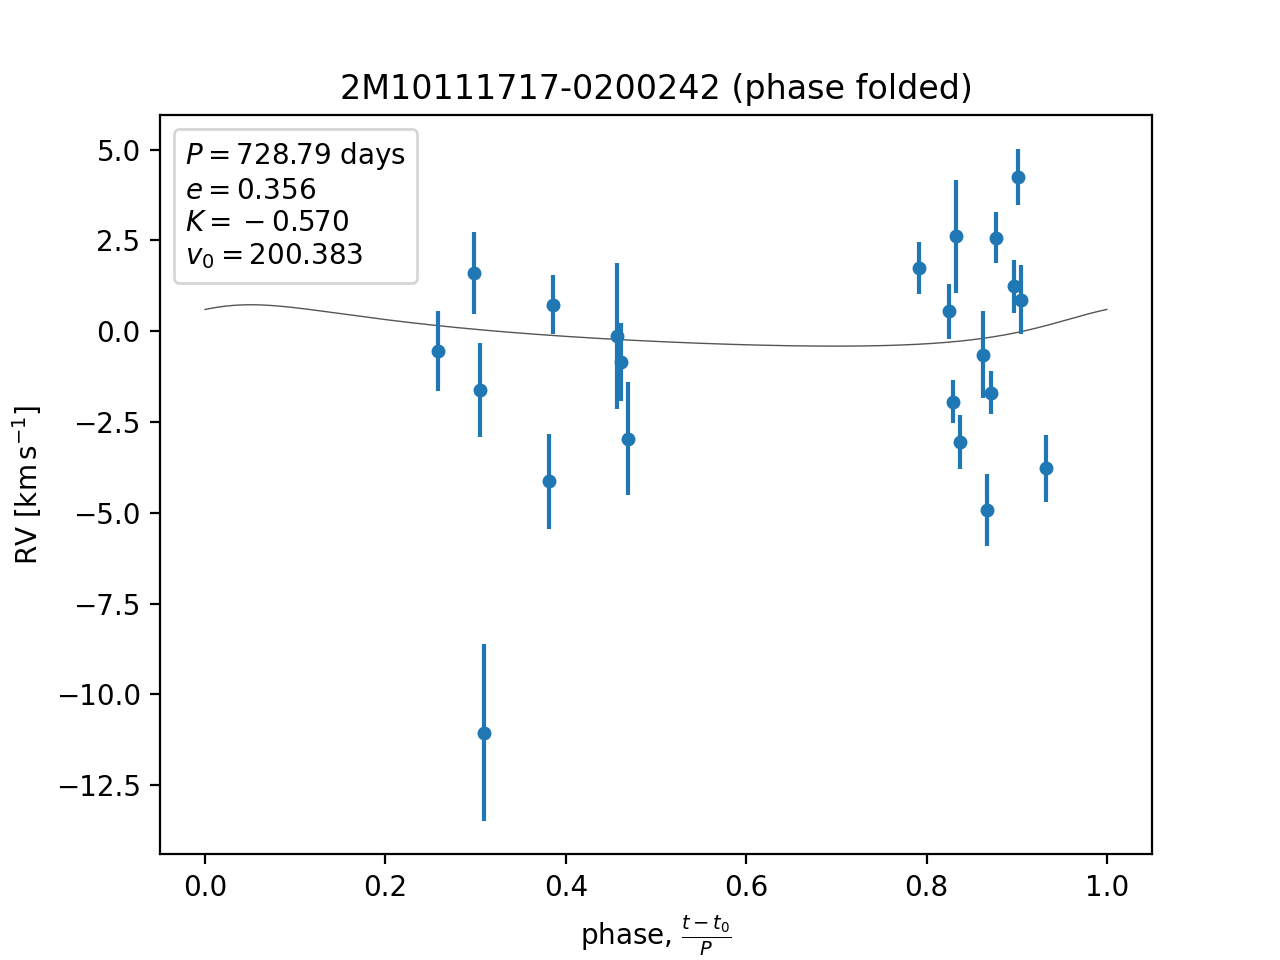 2M10111717-0200242 (phase folded)
P = 728.79 days
e = 0.356
K = −0.570
v₀ = 200.383
5.0
2.5
0.0
−2.5
−5.0
−7.5
−10.0
−12.5
RV [km s⁻¹]
0.0 0.2 0.4 0.6 0.8 1.0
phase, (t − t₀)/P